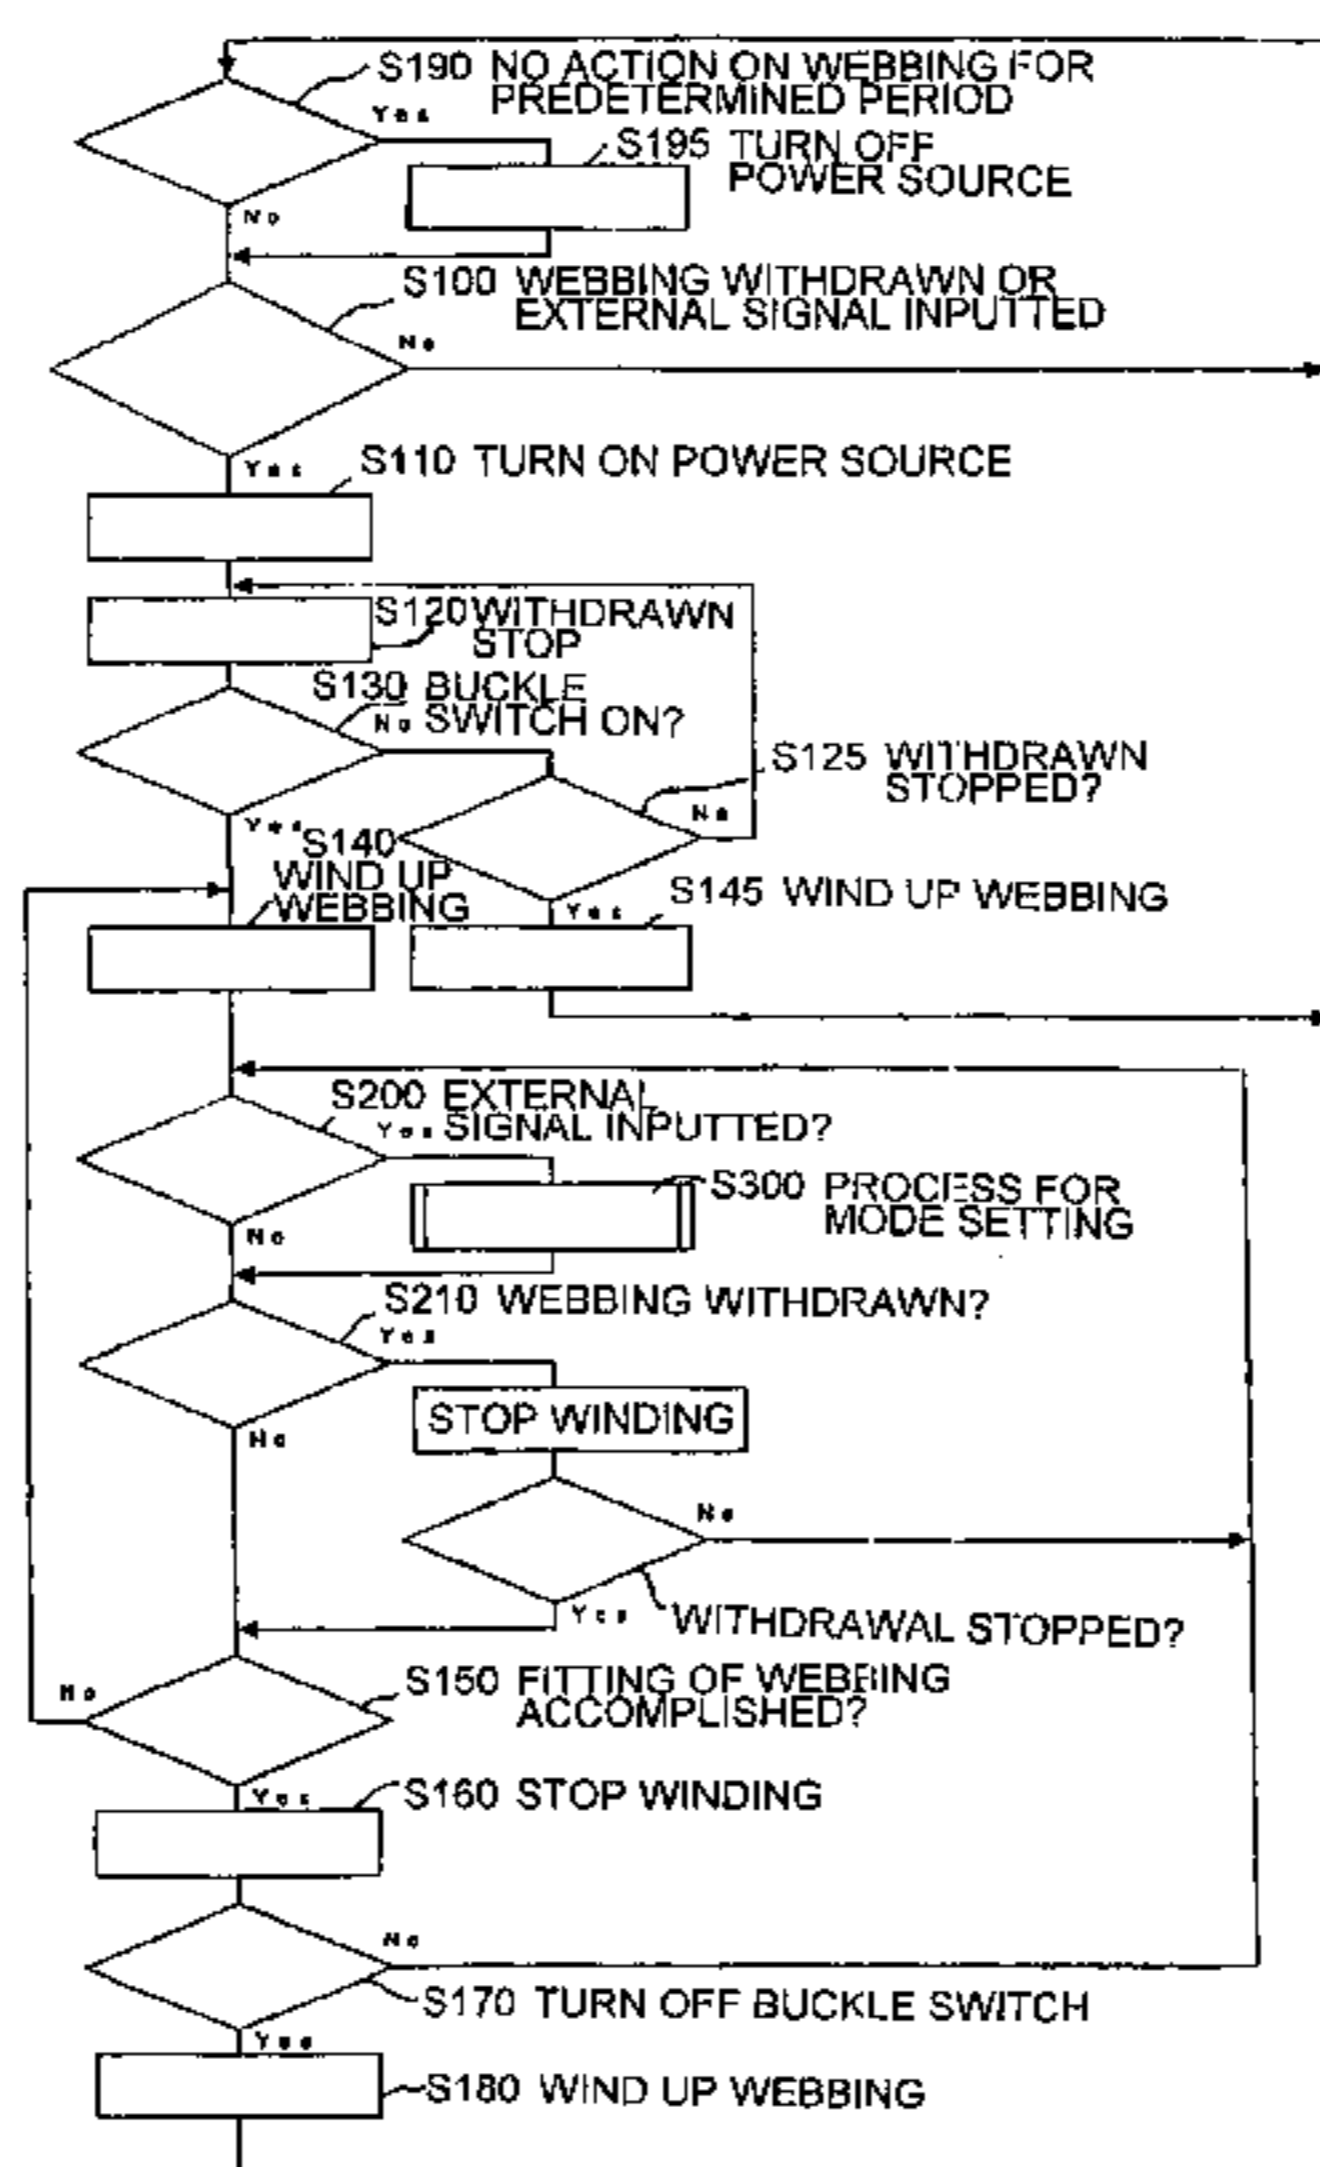 S190 NO ACTION ON WEBBING FOR
PREDETERMINED PERIOD
Yes
S195 TURN OFF
POWER SOURCE
No
S100 WEBBING WITHDRAWN OR
EXTERNAL SIGNAL INPUTTED
No
Yes
S110 TURN ON POWER SOURCE
S120 WITHDRAWN
STOP
S130 BUCKLE
No SWITCH ON?
S125 WITHDRAWN
STOPPED?
No
Yes S140
WIND UP
WEBBING
S145 WIND UP WEBBING
Yes
S200 EXTERNAL
Yes SIGNAL INPUTTED?
S300 PROCESS FOR
MODE SETTING
No
S210 WEBBING WITHDRAWN?
Yes
STOP WINDING
No
No
Yes
WITHDRAWAL STOPPED?
No
S150 FITTING OF WEBBING
ACCOMPLISHED?
Yes
S160 STOP WINDING
No
S170 TURN OFF BUCKLE SWITCH
Yes
S180 WIND UP WEBBING